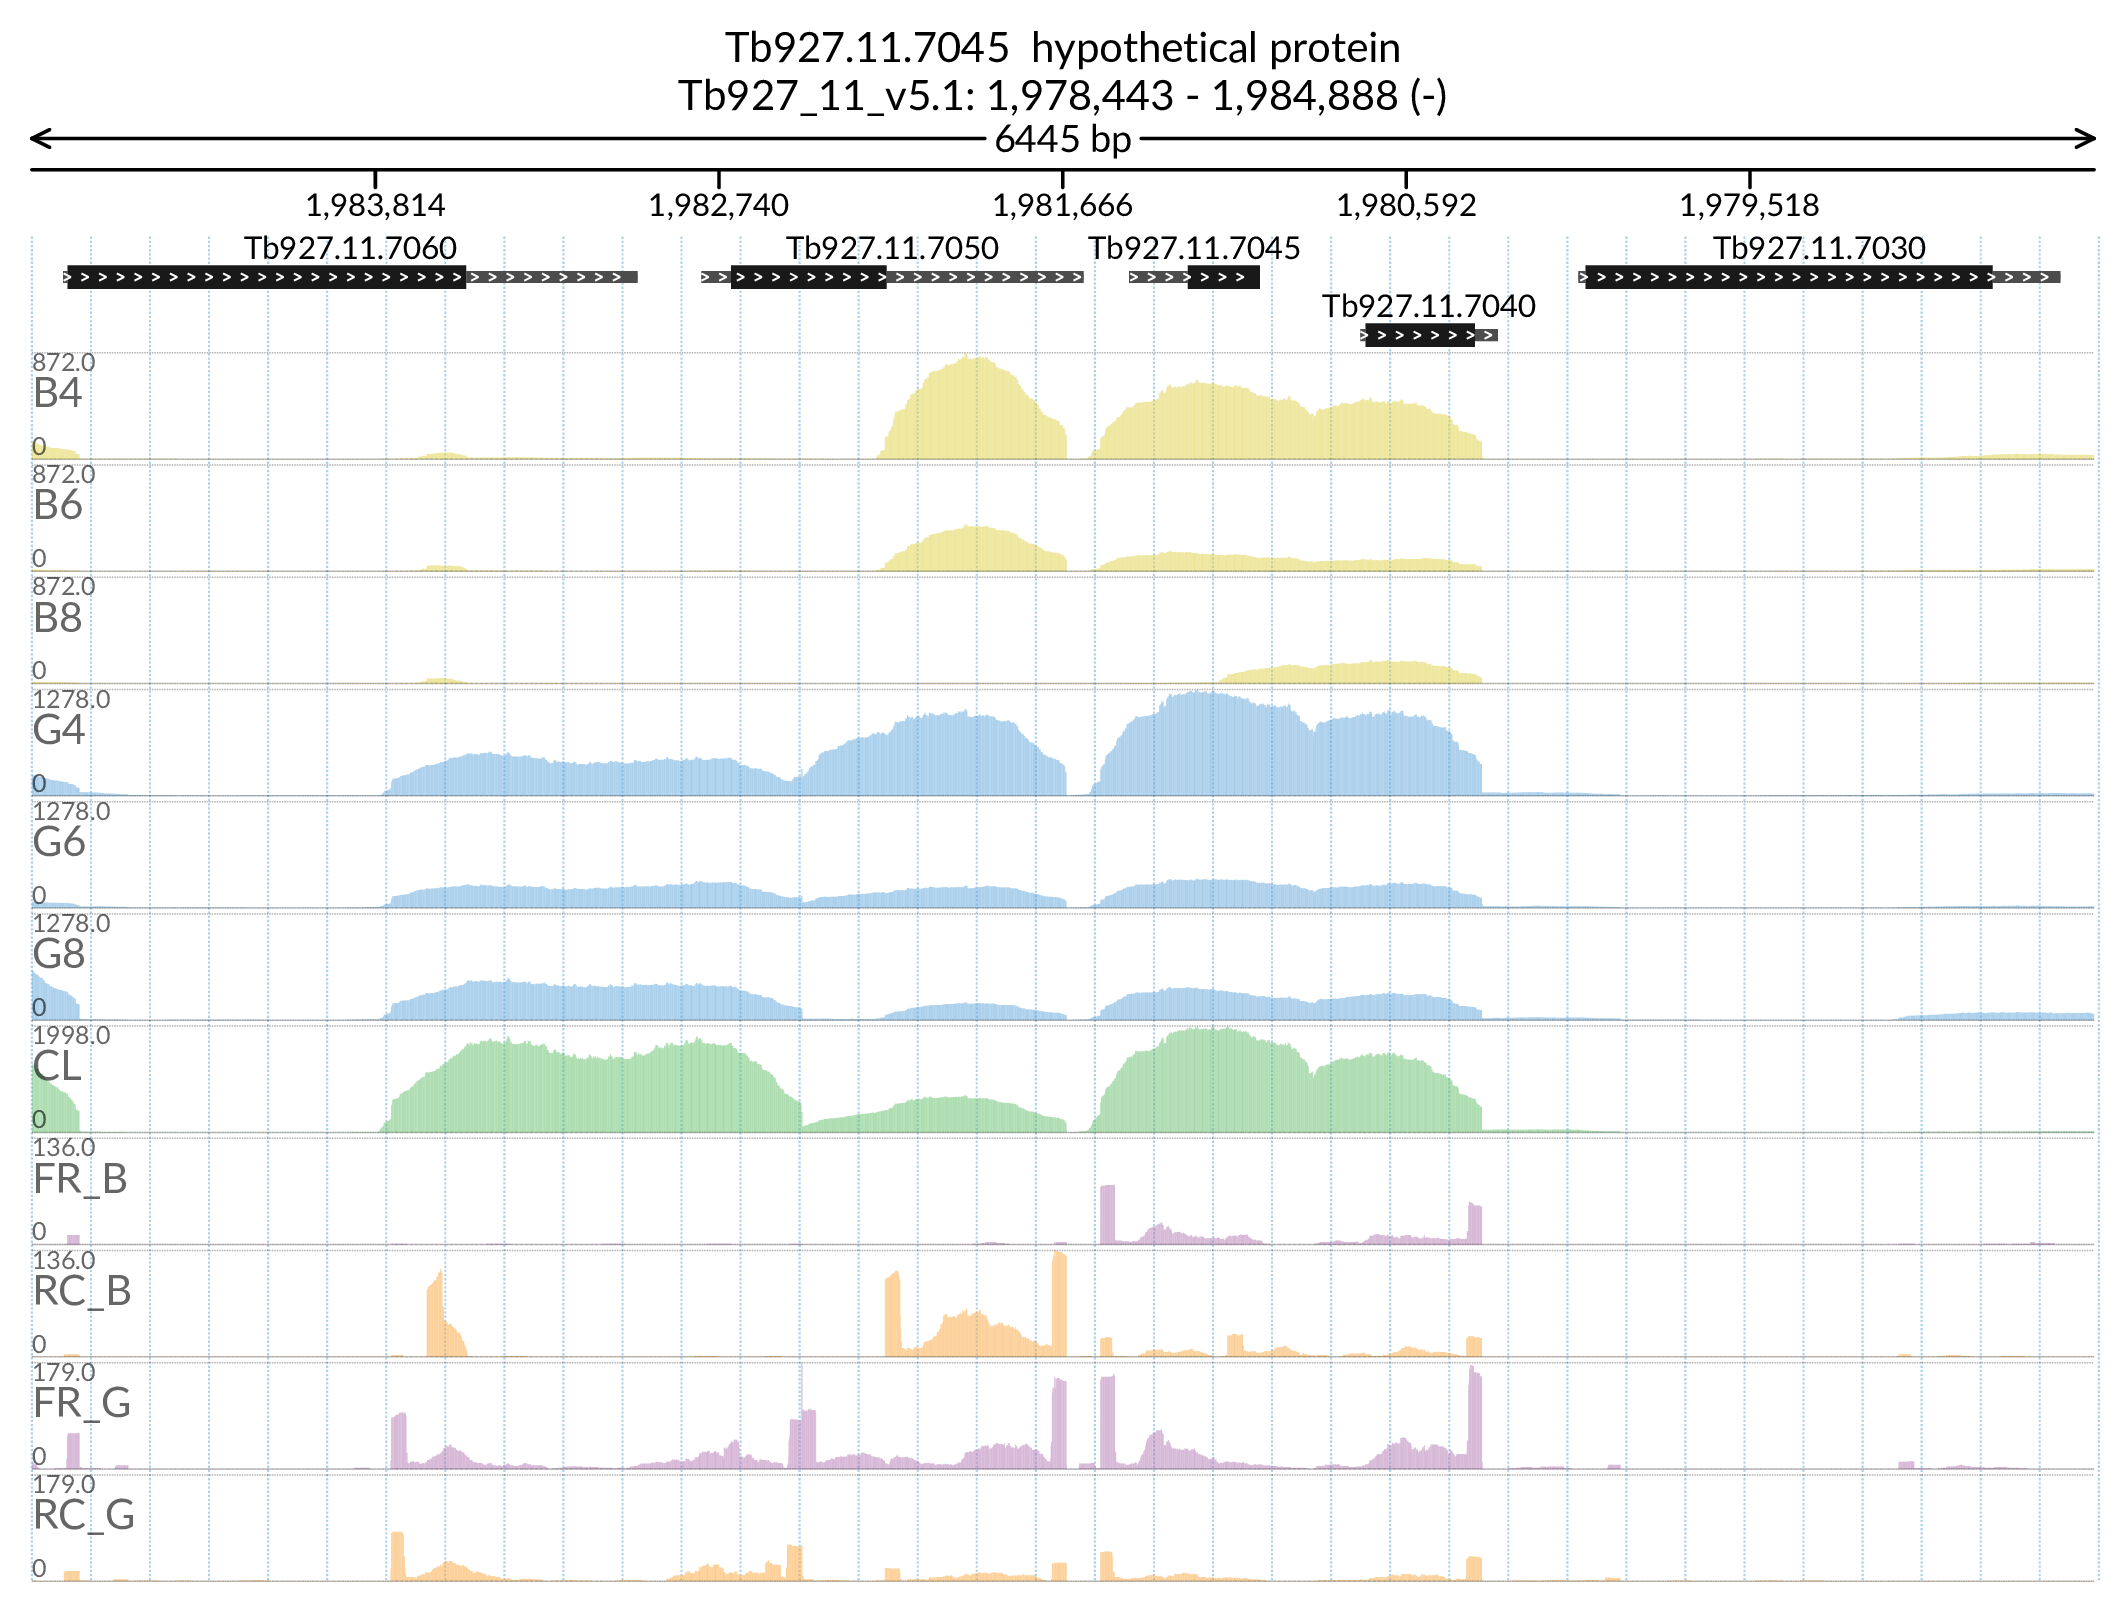 Tb927.11.7045 hypothetical protein
Tb927_11_v5.1: 1,978,443 - 1,984,888 (-)
6445 bp
1,983,814 1,982,740 1,981,666 1,980,592 1,979,518
Tb927.11.7060 Tb927.11.7050 Tb927.11.7045 Tb927.11.7030
Tb927.11.7040
872.0
B4
0
872.0
B6
0
872.0
B8
0
1278.0
G4
0
1278.0
G6
0
1278.0
G8
0
1998.0
CL
0
136.0
FR_B
0
136.0
RC_B
0
179.0
FR_G
0
179.0
RC_G
0